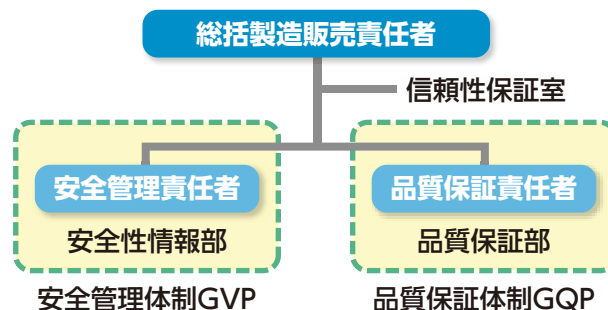 総括製造販売責任者
信頼性保証室
安全管理責任者
安全性情報部
安全管理体制GVP
品質保証責任者
品質保証部
品質保証体制GQP